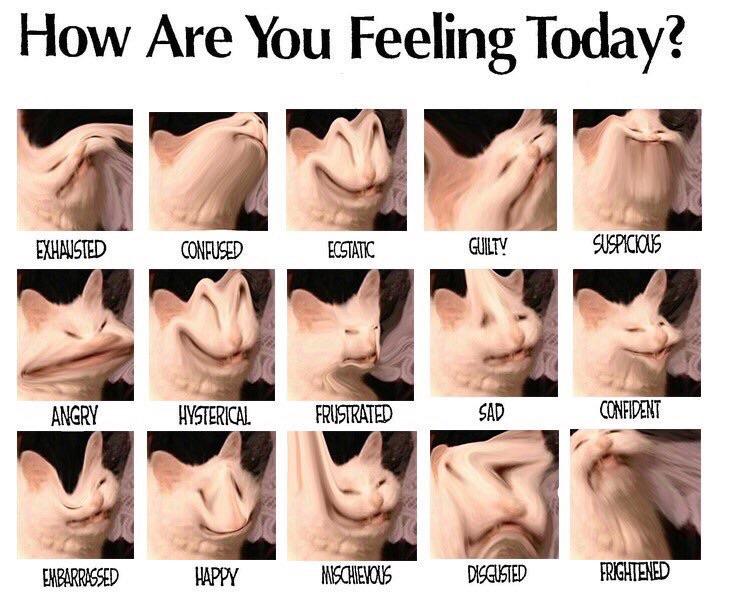 How Are You Feeling Today?
EXHAUSTED CONFUSED ECSTATIC GUILTY SUSPICIOUS
ANGRY HYSTERICAL FRUSTRATED SAD CONFIDENT
EMBARRASSED HAPPY MISCHIEVOUS DISGUSTED FRIGHTENED